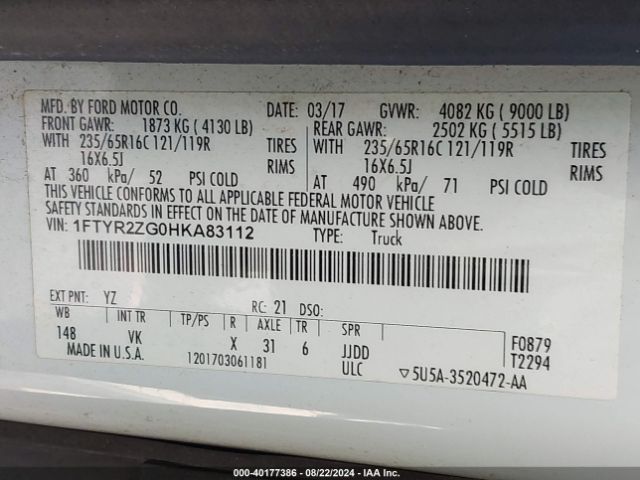 MFD. BY FORD MOTOR CO. DATE: 03/17 GVWR: 4082 KG ( 9000 LB)
FRONT GAWR: 1873 KG ( 4130 LB) REAR GAWR: 2502 KG ( 5515 LB)
WITH 235/65R16C 121/119R TIRES WITH 235/65R16C 121/119R TIRES
16X6.5J RIMS 16X6.5J RIMS
AT 360 kPa/ 52 PSI COLD AT 490 kPa/ 71 PSI COLD
THIS VEHICLE CONFORMS TO ALL APPLICABLE FEDERAL MOTOR VEHICLE
SAFETY STANDARDS IN EFFECT ON THE DATE OF MANUFACTURE SHOWN ABOVE.
VIN: 1FTYR2ZG0HKA83112 TYPE: Truck
EXT PNT: YZ RC: 21 DSO:
WB INT TR TP/PS R AXLE TR SPR F0879
148 VK X 31 6 JJDD T2294
MADE IN U.S.A. 1201703061181 ULC ▽5U5A-3520472-AA
000-40177386 - 08/22/2024 - IAA Inc.